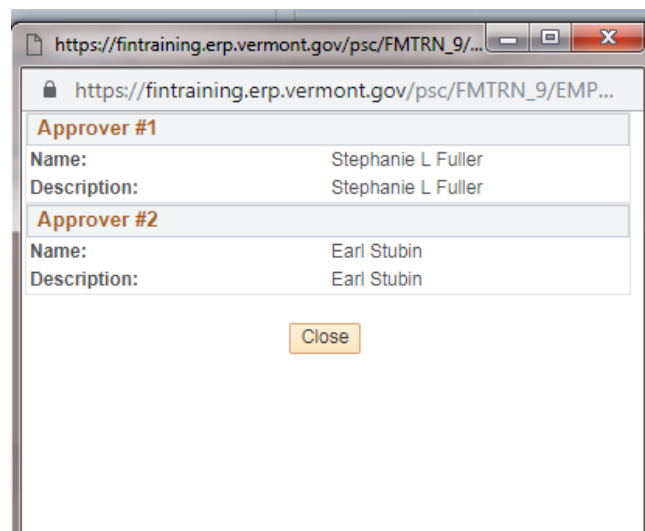 https://fintraining.erp.vermont.gov/psc/FMTRN_9/...
https://fintraining.erp.vermont.gov/psc/FMTRN_9/EMP...
Approver #1
Name: Stephanie L Fuller
Description: Stephanie L Fuller
Approver #2
Name: Earl Stubin
Description: Earl Stubin
Close